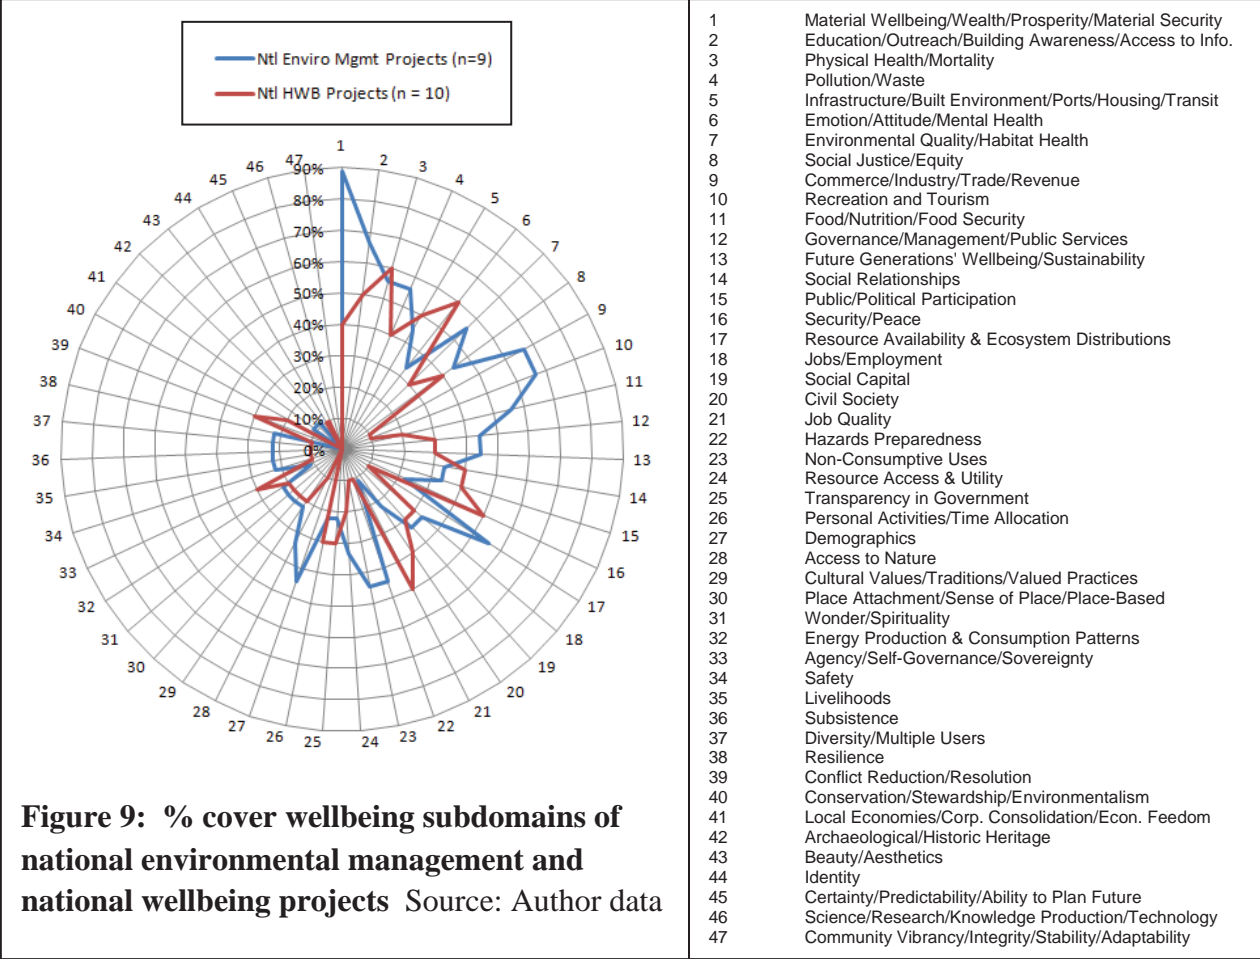 Ntl Enviro Mgmt Projects (n=9)
Ntl HWB Projects (n = 10)
1
2
3
4
5
6
7
8
9
10
11
12
13
14
15
16
17
18
19
20
21
22
23
24
25
26
27
28
29
30
31
32
33
34
35
36
37
38
39
40
41
42
43
44
45
46
47
90%
80%
70%
60%
50%
40%
30%
20%
10%
0%
Figure 9: % cover wellbeing subdomains of
national environmental management and
national wellbeing projects Source: Author data
1 Material Wellbeing/Wealth/Prosperity/Material Security
2 Education/Outreach/Building Awareness/Access to Info.
3 Physical Health/Mortality
4 Pollution/Waste
5 Infrastructure/Built Environment/Ports/Housing/Transit
6 Emotion/Attitude/Mental Health
7 Environmental Quality/Habitat Health
8 Social Justice/Equity
9 Commerce/Industry/Trade/Revenue
10 Recreation and Tourism
11 Food/Nutrition/Food Security
12 Governance/Management/Public Services
13 Future Generations' Wellbeing/Sustainability
14 Social Relationships
15 Public/Political Participation
16 Security/Peace
17 Resource Availability & Ecosystem Distributions
18 Jobs/Employment
19 Social Capital
20 Civil Society
21 Job Quality
22 Hazards Preparedness
23 Non-Consumptive Uses
24 Resource Access & Utility
25 Transparency in Government
26 Personal Activities/Time Allocation
27 Demographics
28 Access to Nature
29 Cultural Values/Traditions/Valued Practices
30 Place Attachment/Sense of Place/Place-Based
31 Wonder/Spirituality
32 Energy Production & Consumption Patterns
33 Agency/Self-Governance/Sovereignty
34 Safety
35 Livelihoods
36 Subsistence
37 Diversity/Multiple Users
38 Resilience
39 Conflict Reduction/Resolution
40 Conservation/Stewardship/Environmentalism
41 Local Economies/Corp. Consolidation/Econ. Feedom
42 Archaeological/Historic Heritage
43 Beauty/Aesthetics
44 Identity
45 Certainty/Predictability/Ability to Plan Future
46 Science/Research/Knowledge Production/Technology
47 Community Vibrancy/Integrity/Stability/Adaptability